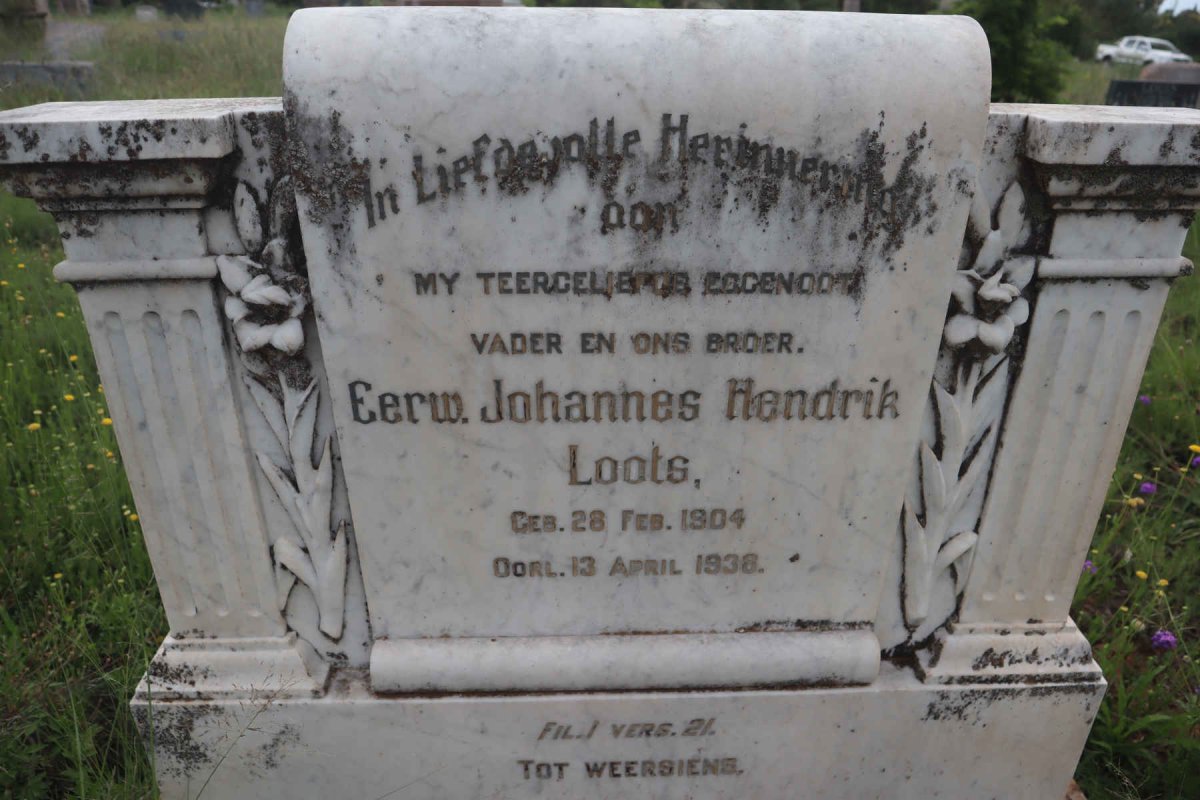 In Liefdevolle Herinnering
aan
MY TEERGELIEFDE EGGENOOT,
VADER EN ONS BROER.
Eerw. Johannes Hendrik
Loots,
GEB. 28 FEB. 1904
OORL. 13 APRIL 1938.
FIL. 1 VERS. 21.
TOT WEERSIENS.